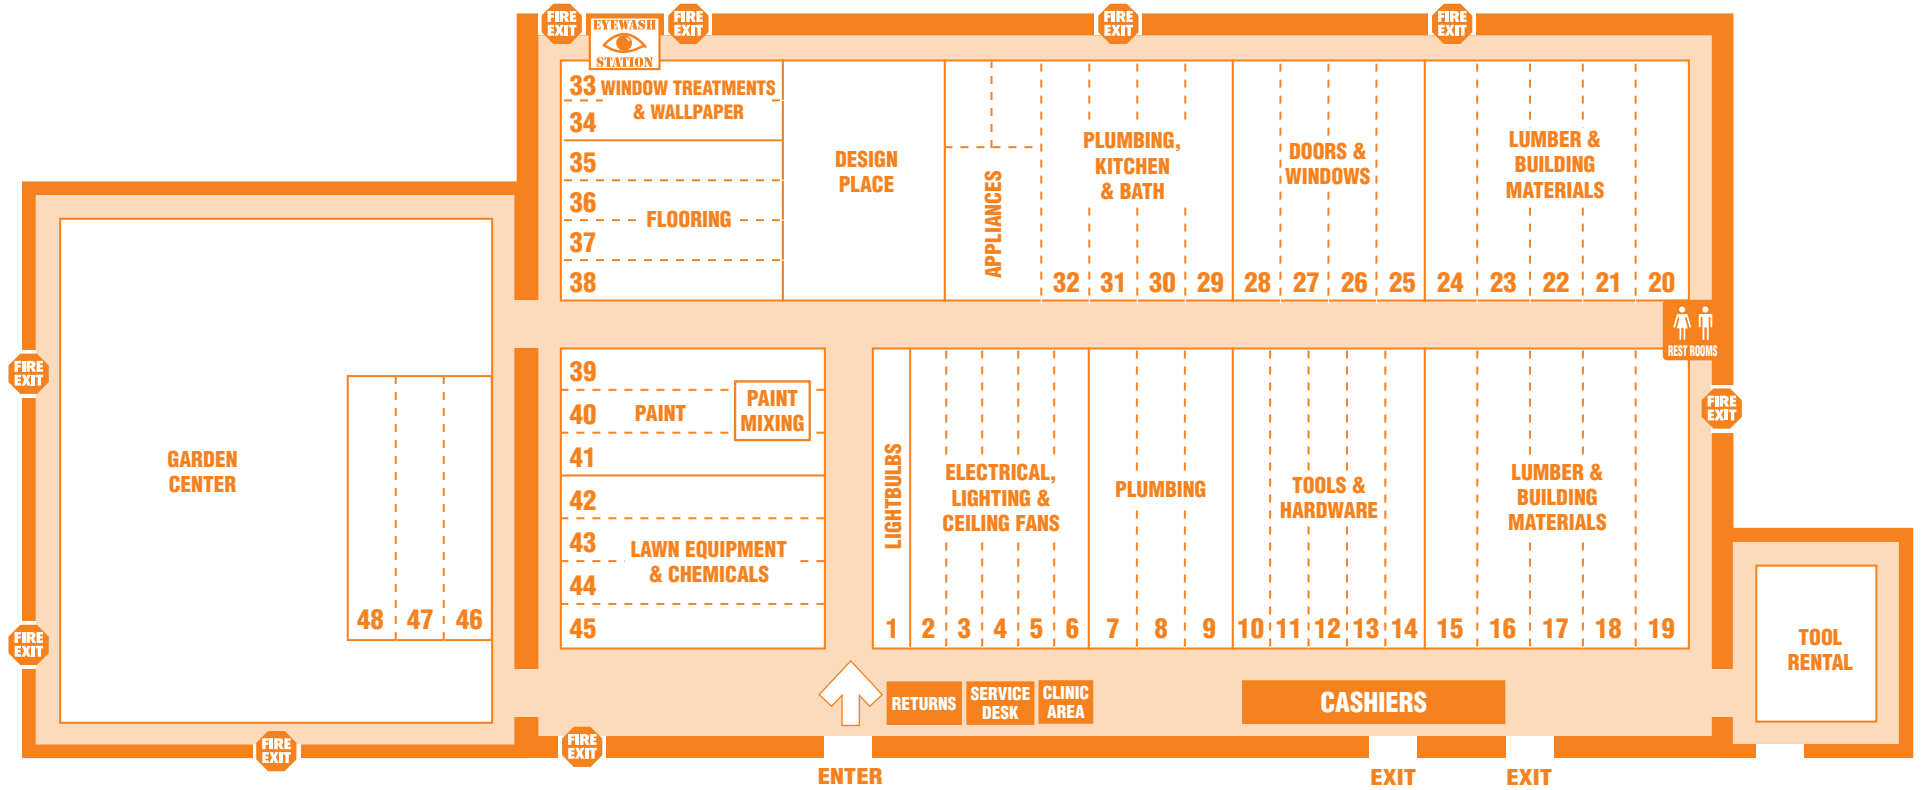 FIRE
EXIT
EYEWASH
STATION
FIRE
EXIT
FIRE
EXIT
FIRE
EXIT
33 WINDOW TREATMENTS
& WALLPAPER
34
35
36
FLOORING
37
38
DESIGN
PLACE
APPLIANCES
PLUMBING,
KITCHEN
& BATH
32 31 30 29
DOORS &
WINDOWS
28 27 26 25
LUMBER &
BUILDING
MATERIALS
24 23 22 21 20
REST ROOMS
FIRE
EXIT
FIRE
EXIT
GARDEN
CENTER
48 47 46
FIRE
EXIT
FIRE
EXIT
39
40 PAINT
PAINT
MIXING
41
42
43
LAWN EQUIPMENT
& CHEMICALS
44
45
LIGHTBULBS
1
ELECTRICAL,
LIGHTING &
CEILING FANS
2 3 4 5 6
PLUMBING
7 8 9
TOOLS &
HARDWARE
10 11 12 13 14
LUMBER &
BUILDING
MATERIALS
15 16 17 18 19
TOOL
RENTAL
RETURNS
SERVICE
DESK
CLINIC
AREA
CASHIERS
FIRE
EXIT
ENTER
EXIT
EXIT